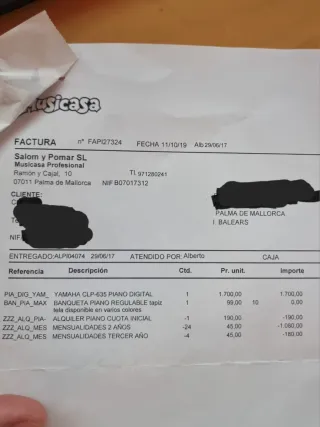 Musicasa
FACTURA nº FAPI27324 FECHA 11/10/19 Alb 29/06/17
Salom y Pomar SL
Musicasa Profesional
Ramón y Cajal, 10 Tl. 971280241
07011 Palma de Mallorca NIF B07017312
CLIENTE:
PALMA DE MALLORCA
I. BALEARS
NIF
ENTREGADO: ALPI04074 29/06/17 ATENDIDO POR: Alberto CAJA
Referencia Descripción Ctd. Pr. unit. Importe
PIA_DIG_YAM_ YAMAHA CLP-635 PIANO DIGITAL 1 1.700,00 1.700,00
BAN_PIA_MAX BANQUETA PIANO REGULABLE tapiz 1 99,00 10 0,00
tela disponible en varios colores
ZZZ_ALQ_PIA- ALQUILER PIANO CUOTA INICIAL -1 190,00 -190,00
ZZZ_ALQ_MES MENSUALIDADES 2 AÑOS -24 45,00 -1.080,00
ZZZ_ALQ_MES MENSUALIDADES TERCER AÑO -4 45,00 -180,00